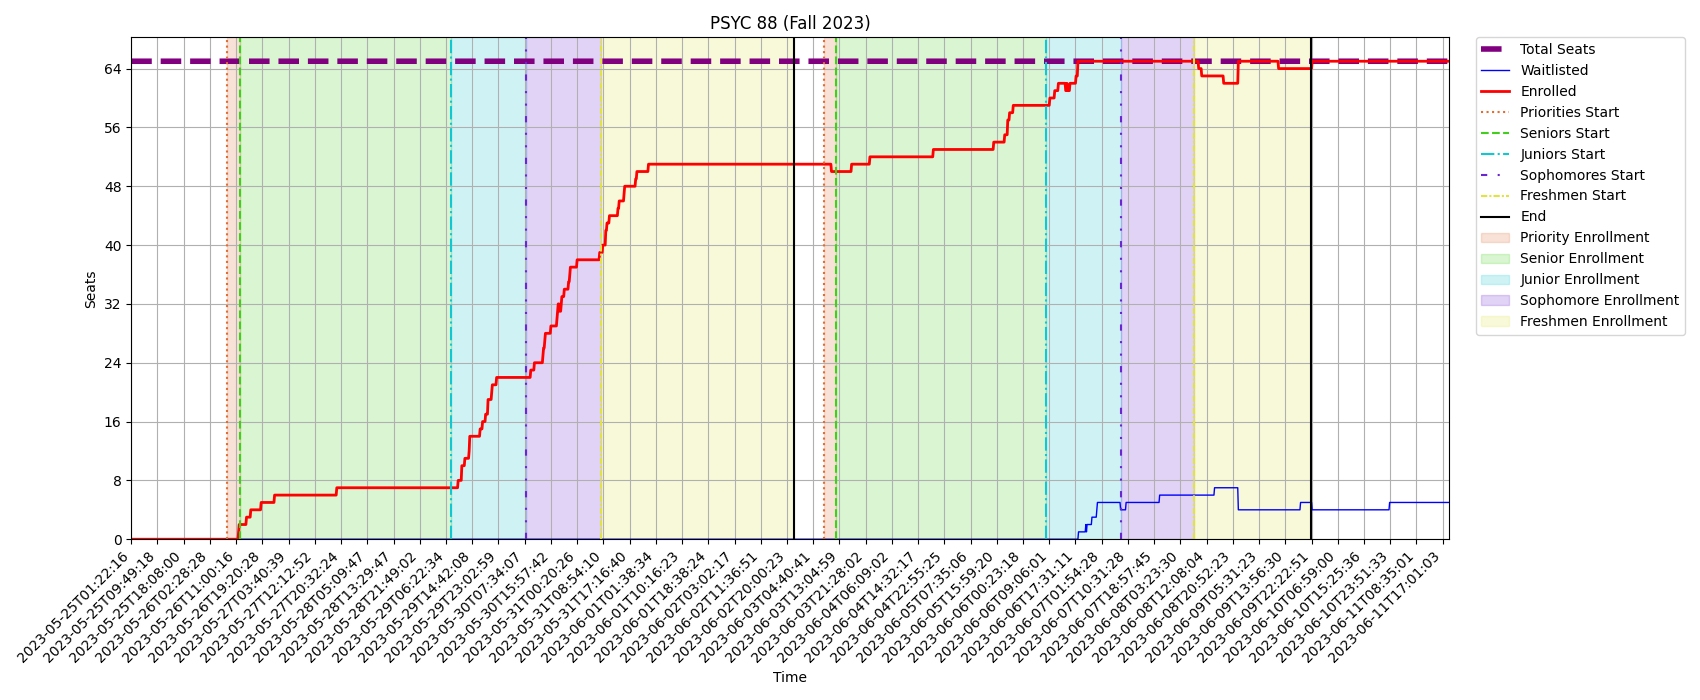 PSYC 88 (Fall 2023)
Seats
64
56
48
40
32
24
16
8
0
2023-05-25T01:22:16
2023-05-25T09:49:18
2023-05-25T18:08:00
2023-05-26T02:28:28
2023-05-26T11:00:16
2023-05-26T19:20:28
2023-05-27T03:40:39
2023-05-27T12:12:52
2023-05-27T20:32:24
2023-05-28T05:09:47
2023-05-28T13:29:47
2023-05-28T21:49:02
2023-05-29T06:22:34
2023-05-29T14:42:08
2023-05-29T23:02:59
2023-05-30T07:34:07
2023-05-30T15:57:42
2023-05-31T00:20:26
2023-05-31T08:54:10
2023-05-31T17:16:40
2023-06-01T01:38:34
2023-06-01T10:16:23
2023-06-01T18:38:24
2023-06-02T03:02:17
2023-06-02T11:36:51
2023-06-02T20:00:23
2023-06-03T04:40:41
2023-06-03T13:04:59
2023-06-03T21:28:02
2023-06-04T06:09:02
2023-06-04T14:32:17
2023-06-04T22:55:25
2023-06-05T07:35:06
2023-06-05T15:59:20
2023-06-06T00:23:18
2023-06-06T09:06:01
2023-06-06T17:31:11
2023-06-07T01:54:28
2023-06-07T10:31:28
2023-06-07T18:57:45
2023-06-08T03:23:30
2023-06-08T12:08:04
2023-06-08T20:52:23
2023-06-09T05:31:23
2023-06-09T13:56:30
2023-06-09T22:22:51
2023-06-10T06:59:00
2023-06-10T15:25:36
2023-06-10T23:51:33
2023-06-11T08:35:01
2023-06-11T17:01:03
Time
Total Seats
Waitlisted
Enrolled
Priorities Start
Seniors Start
Juniors Start
Sophomores Start
Freshmen Start
End
Priority Enrollment
Senior Enrollment
Junior Enrollment
Sophomore Enrollment
Freshmen Enrollment